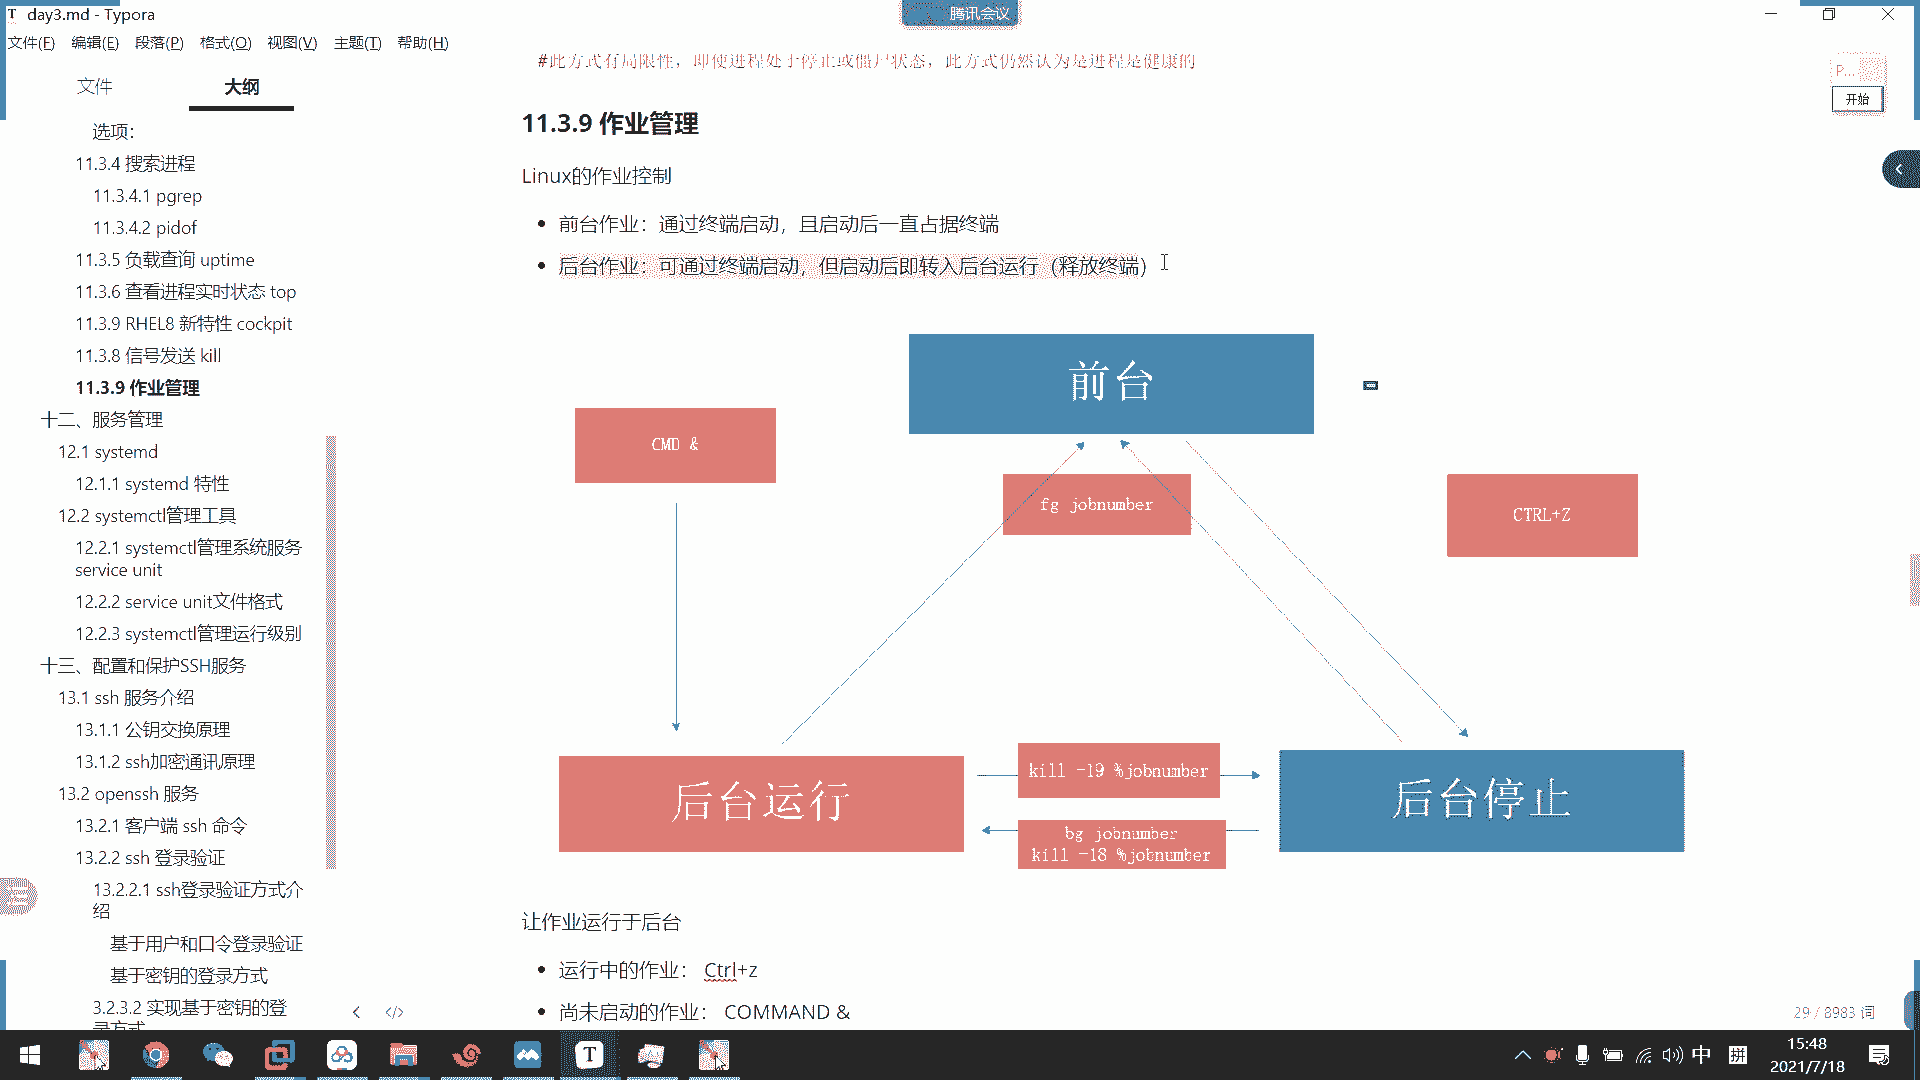 day3.md - Typora
腾讯会议
文件(F) 编辑(E) 段落(P) 格式(O) 视图(V) 主题(T) 帮助(H)
文件 大纲
选项：
11.3.4 搜索进程
11.3.4.1 pgrep
11.3.4.2 pidof
11.3.5 负载查询 uptime
11.3.6 查看进程实时状态 top
11.3.9 RHEL8 新特性 cockpit
11.3.8 信号发送 kill
11.3.9 作业管理
十二、服务管理
12.1 systemd
12.1.1 systemd 特性
12.2 systemctl管理工具
12.2.1 systemctl管理系统服务
service unit
12.2.2 service unit文件格式
12.2.3 systemctl管理运行级别
十三、配置和保护SSH服务
13.1 ssh 服务介绍
13.1.1 公钥交换原理
13.1.2 ssh加密通讯原理
13.2 openssh 服务
13.2.1 客户端 ssh 命令
13.2.2 ssh 登录验证
13.2.2.1 ssh登录验证方式介
绍
基于用户和口令登录验证
基于密钥的登录方式
3.2.3.2 实现基于密钥的登
录方式
#此方式有局限性，即使进程处于停止或僵尸状态，此方式仍然认为是进程是健康的
P...
开始
11.3.9 作业管理
Linux的作业控制
前台作业：通过终端启动，且启动后一直占据终端
后台作业：可通过终端启动，但启动后即转入后台运行（释放终端）
前台
CMD &
fg jobnumber
CTRL+Z
后台运行
kill -19 %jobnumber
bg jobnumber
kill -18 %jobnumber
后台停止
让作业运行于后台
运行中的作业： Ctrl+z
尚未启动的作业： COMMAND &
29 / 8983 词
中 拼
15:48
2021/7/18